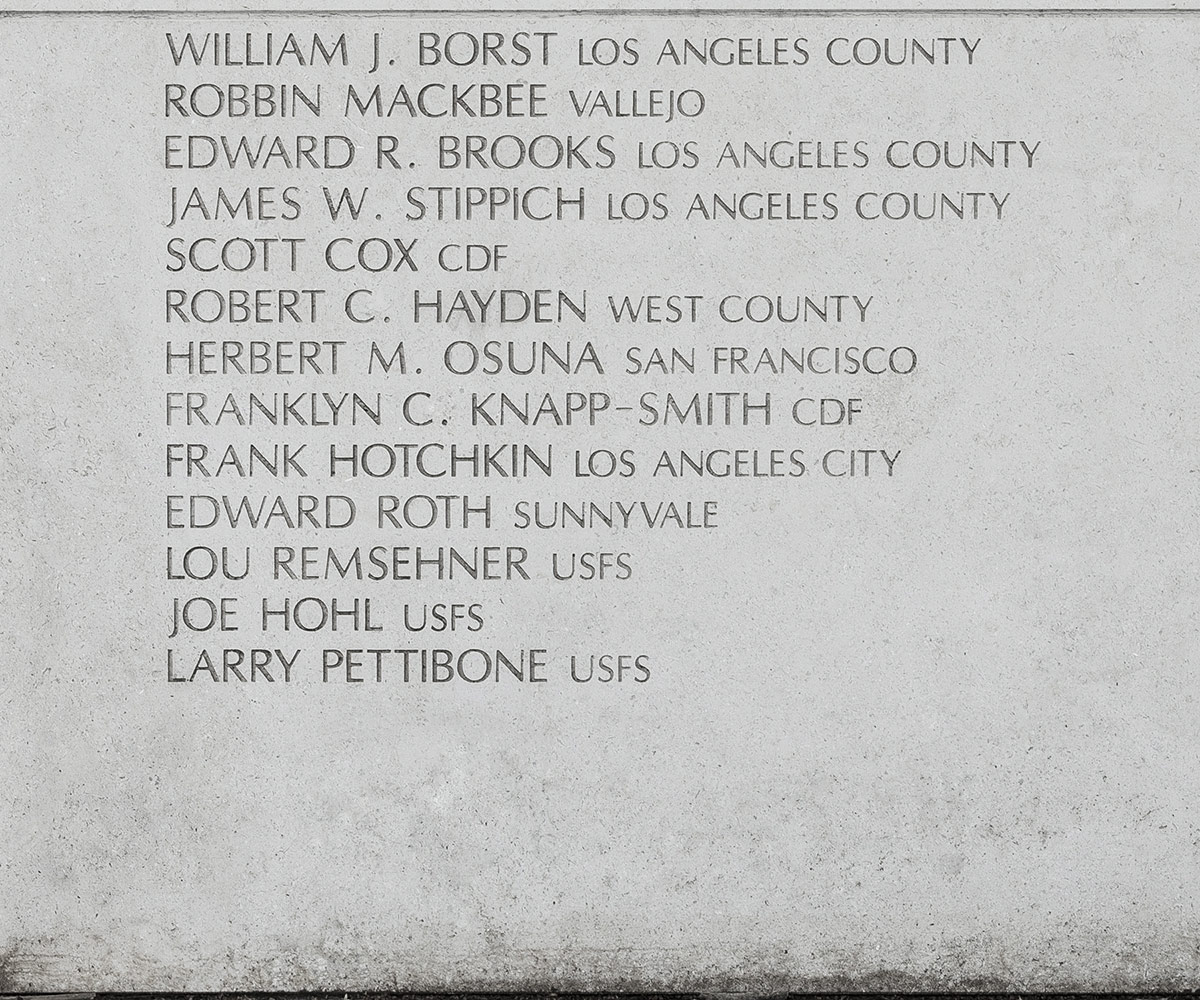 WILLIAM J. BORST LOS ANGELES COUNTY
ROBBIN MACKBEE VALLEJO
EDWARD R. BROOKS LOS ANGELES COUNTY
JAMES W. STIPPICH LOS ANGELES COUNTY
SCOTT COX CDF
ROBERT C. HAYDEN WEST COUNTY
HERBERT M. OSUNA SAN FRANCISCO
FRANKLYN C. KNAPP-SMITH CDF
FRANK HOTCHKIN LOS ANGELES CITY
EDWARD ROTH SUNNYVALE
LOU REMSEHNER USFS
JOE HOHL USFS
LARRY PETTIBONE USFS